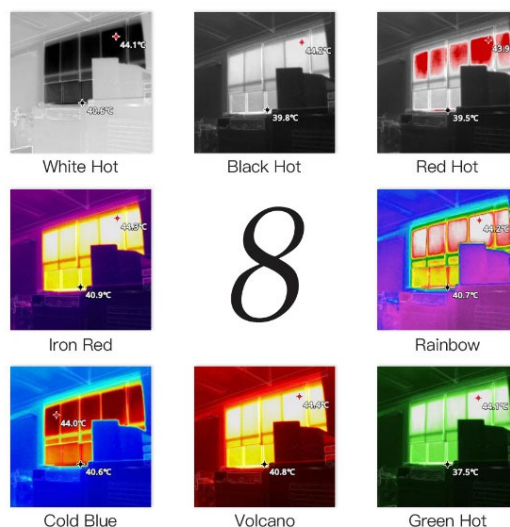 44.1°C
40.6°C
White Hot
44.2°C
39.8°C
Black Hot
43.9
39.5°C
Red Hot
44.3°C
40.9°C
Iron Red
8
44.2°C
40.7°C
Rainbow
44.0°C
40.6°C
Cold Blue
44.4°C
40.8°C
Volcano
44.1°C
37.5°C
Green Hot